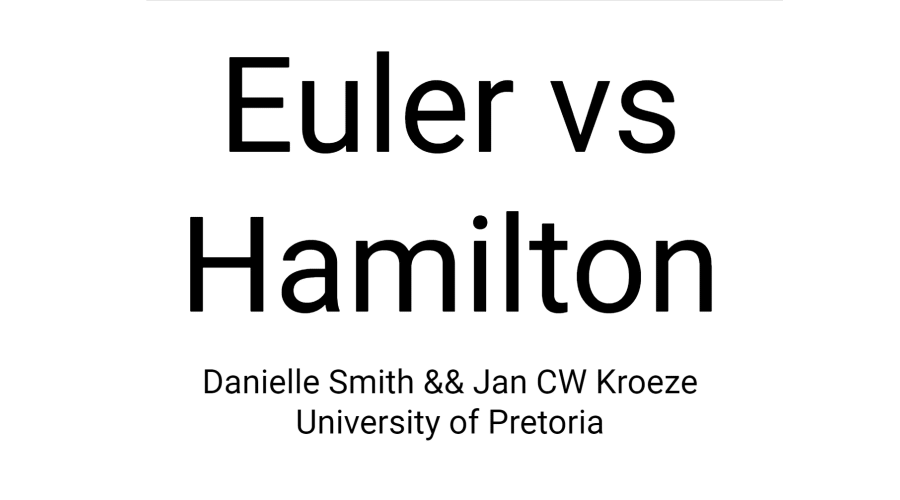 Euler vs
Hamilton
Danielle Smith && Jan CW Kroeze
University of Pretoria